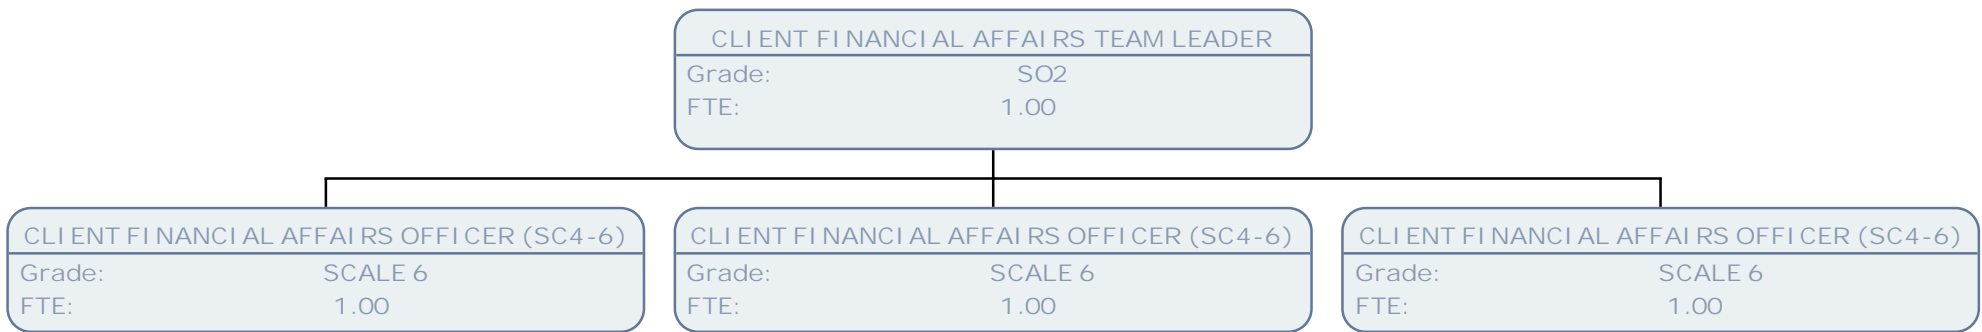 CLIENT FINANCIAL AFFAIRS TEAM LEADER
Grade: SO2
FTE: 1.00
CLIENT FINANCIAL AFFAIRS OFFICER (SC4-6)
Grade: SCALE 6
FTE: 1.00
CLIENT FINANCIAL AFFAIRS OFFICER (SC4-6)
Grade: SCALE 6
FTE: 1.00
CLIENT FINANCIAL AFFAIRS OFFICER (SC4-6)
Grade: SCALE 6
FTE: 1.00